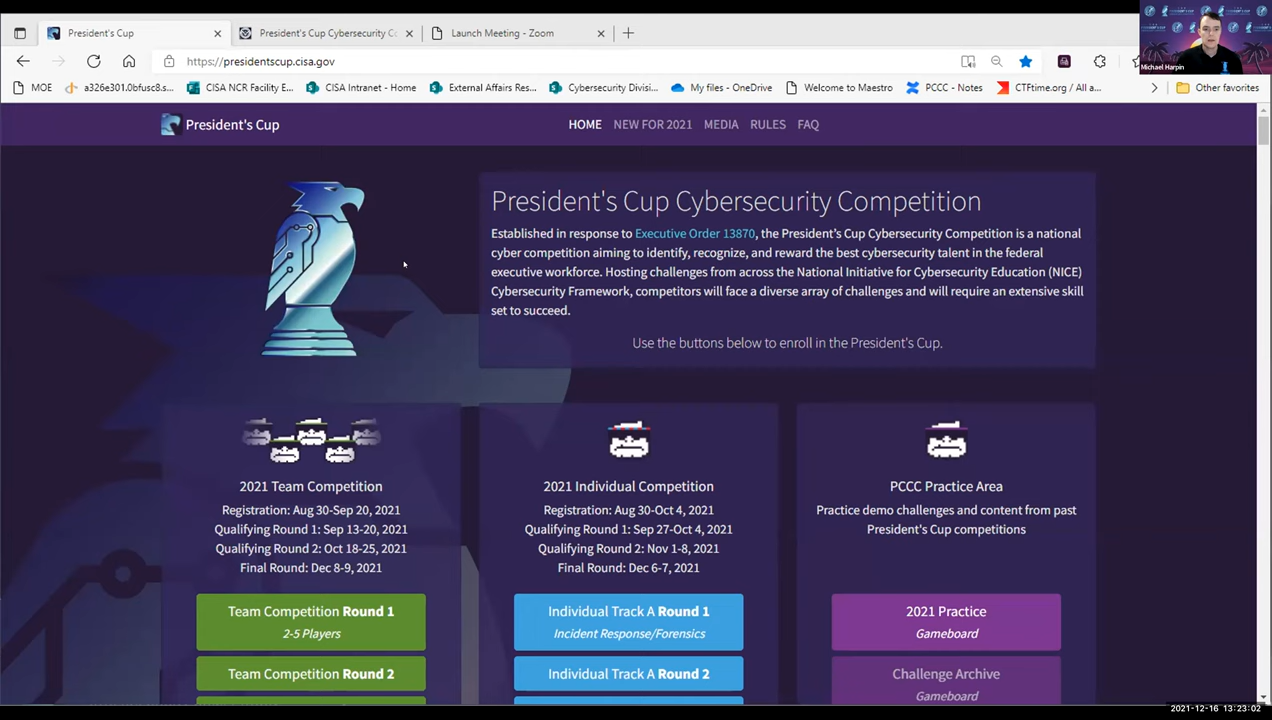 President's Cup
President's Cup Cybersecurity Co
Launch Meeting - Zoom
Michael Harpin
https://presidentscup.cisa.gov
MOE
a326e301.0bfusc8.s...
CISA NCR Facility E...
CISA Intranet - Home
External Affairs Res...
Cybersecurity Divisi...
My files - OneDrive
Welcome to Maestro
PCCC - Notes
CTFtime.org / All a...
Other favorites
President's Cup
HOME
NEW FOR 2021
MEDIA
RULES
FAQ
President's Cup Cybersecurity Competition
Established in response to Executive Order 13870, the President's Cup Cybersecurity Competition is a national
cyber competition aiming to identify, recognize, and reward the best cybersecurity talent in the federal
executive workforce. Hosting challenges from across the National Initiative for Cybersecurity Education (NICE)
Cybersecurity Framework, competitors will face a diverse array of challenges and will require an extensive skill
set to succeed.
Use the buttons below to enroll in the President's Cup.
2021 Team Competition
Registration: Aug 30-Sep 20, 2021
Qualifying Round 1: Sep 13-20, 2021
Qualifying Round 2: Oct 18-25, 2021
Final Round: Dec 8-9, 2021
Team Competition Round 1
2-5 Players
Team Competition Round 2
2021 Individual Competition
Registration: Aug 30-Oct 4, 2021
Qualifying Round 1: Sep 27-Oct 4, 2021
Qualifying Round 2: Nov 1-8, 2021
Final Round: Dec 6-7, 2021
Individual Track A Round 1
Incident Response/Forensics
Individual Track A Round 2
PCCC Practice Area
Practice demo challenges and content from past
President's Cup competitions
2021 Practice
Gameboard
Challenge Archive
Gameboard
2021-12-16 13:23:02